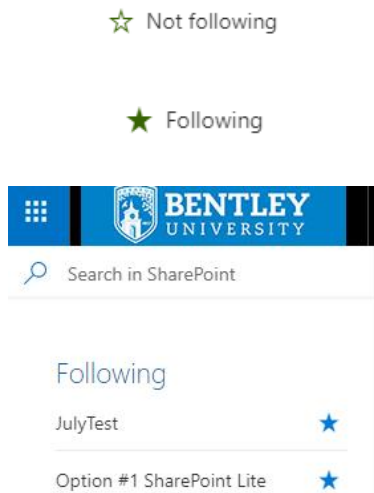 Not following
Following
BENTLEY
UNIVERSITY
Search in SharePoint
Following
JulyTest
Option #1 SharePoint Lite